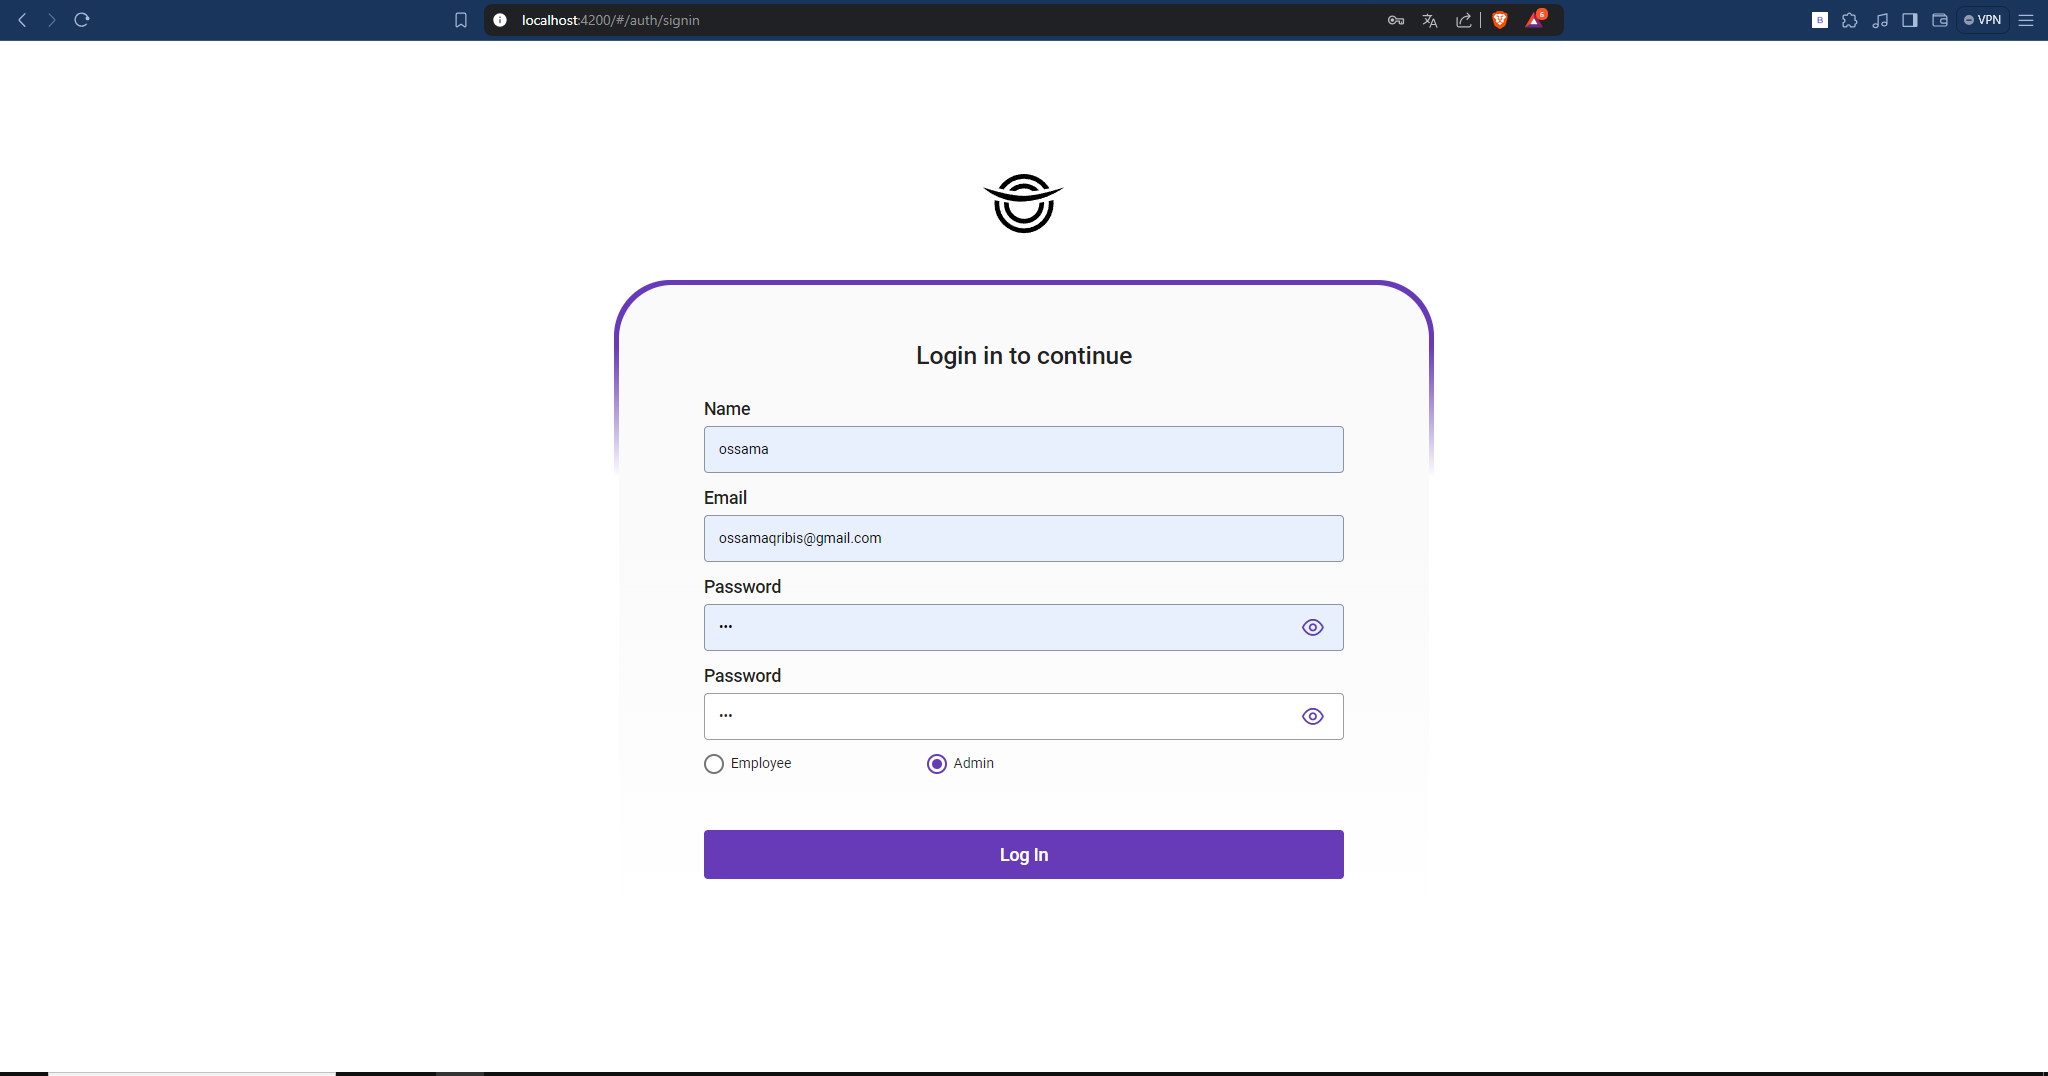 localhost:4200/#/auth/signin
6
B
VPN
Login in to continue
Name
ossama
Email
ossamaqribis@gmail.com
Password
•••
Password
•••
Employee
Admin
Log In